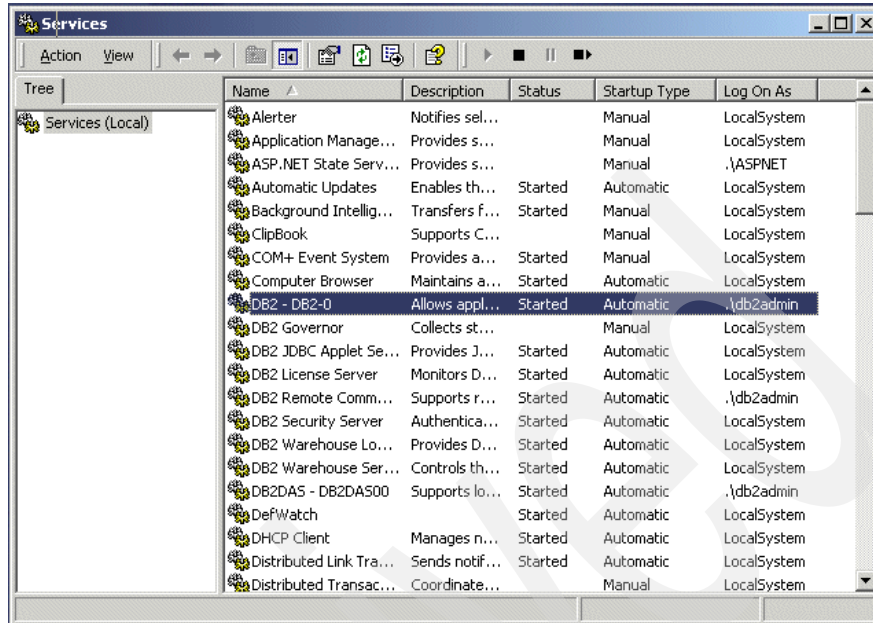 Services
Action View
Tree
Services (Local)
Name Description Status Startup Type Log On As
Alerter Notifies sel... Manual LocalSystem
Application Manage... Provides s... Manual LocalSystem
ASP.NET State Serv... Provides s... Manual .\ASPNET
Automatic Updates Enables th... Started Automatic LocalSystem
Background Intellig... Transfers f... Started Manual LocalSystem
ClipBook Supports C... Manual LocalSystem
COM+ Event System Provides a... Started Manual LocalSystem
Computer Browser Maintains a... Started Automatic LocalSystem
DB2 - DB2-0 Allows appl... Started Automatic .\db2admin
DB2 Governor Collects st... Manual LocalSystem
DB2 JDBC Applet Se... Provides J... Started Automatic LocalSystem
DB2 License Server Monitors D... Started Automatic LocalSystem
DB2 Remote Comm... Supports r... Started Automatic .\db2admin
DB2 Security Server Authentica... Started Automatic LocalSystem
DB2 Warehouse Lo... Provides D... Started Automatic LocalSystem
DB2 Warehouse Ser... Controls th... Started Automatic LocalSystem
DB2DAS - DB2DAS00 Supports lo... Started Automatic .\db2admin
DefWatch Started Automatic LocalSystem
DHCP Client Manages n... Started Automatic LocalSystem
Distributed Link Tra... Sends notif... Started Automatic LocalSystem
Distributed Transac... Coordinate... Manual LocalSystem